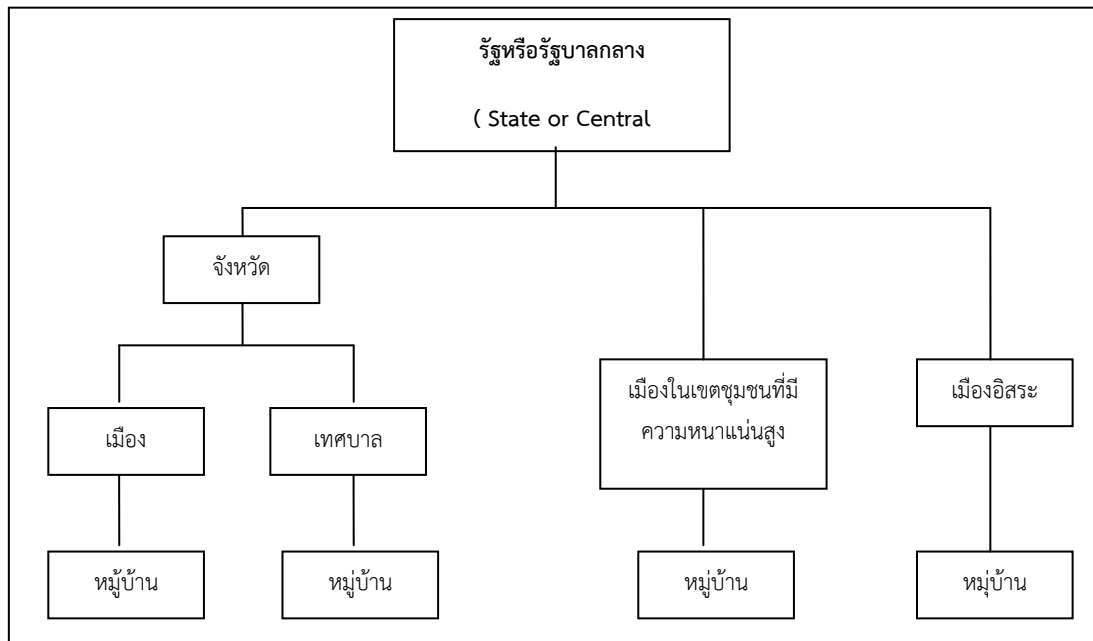 รัฐหรือรัฐบาลกลาง
( State or Central
จังหวัด
เมืองในเขตชุมชนที่มี
ความหนาแน่นสูง
เมืองอิสระ
เมือง
เทศบาล
หมู้บ้าน
หมู่บ้าน
หมู่บ้าน
หมุ่บ้าน